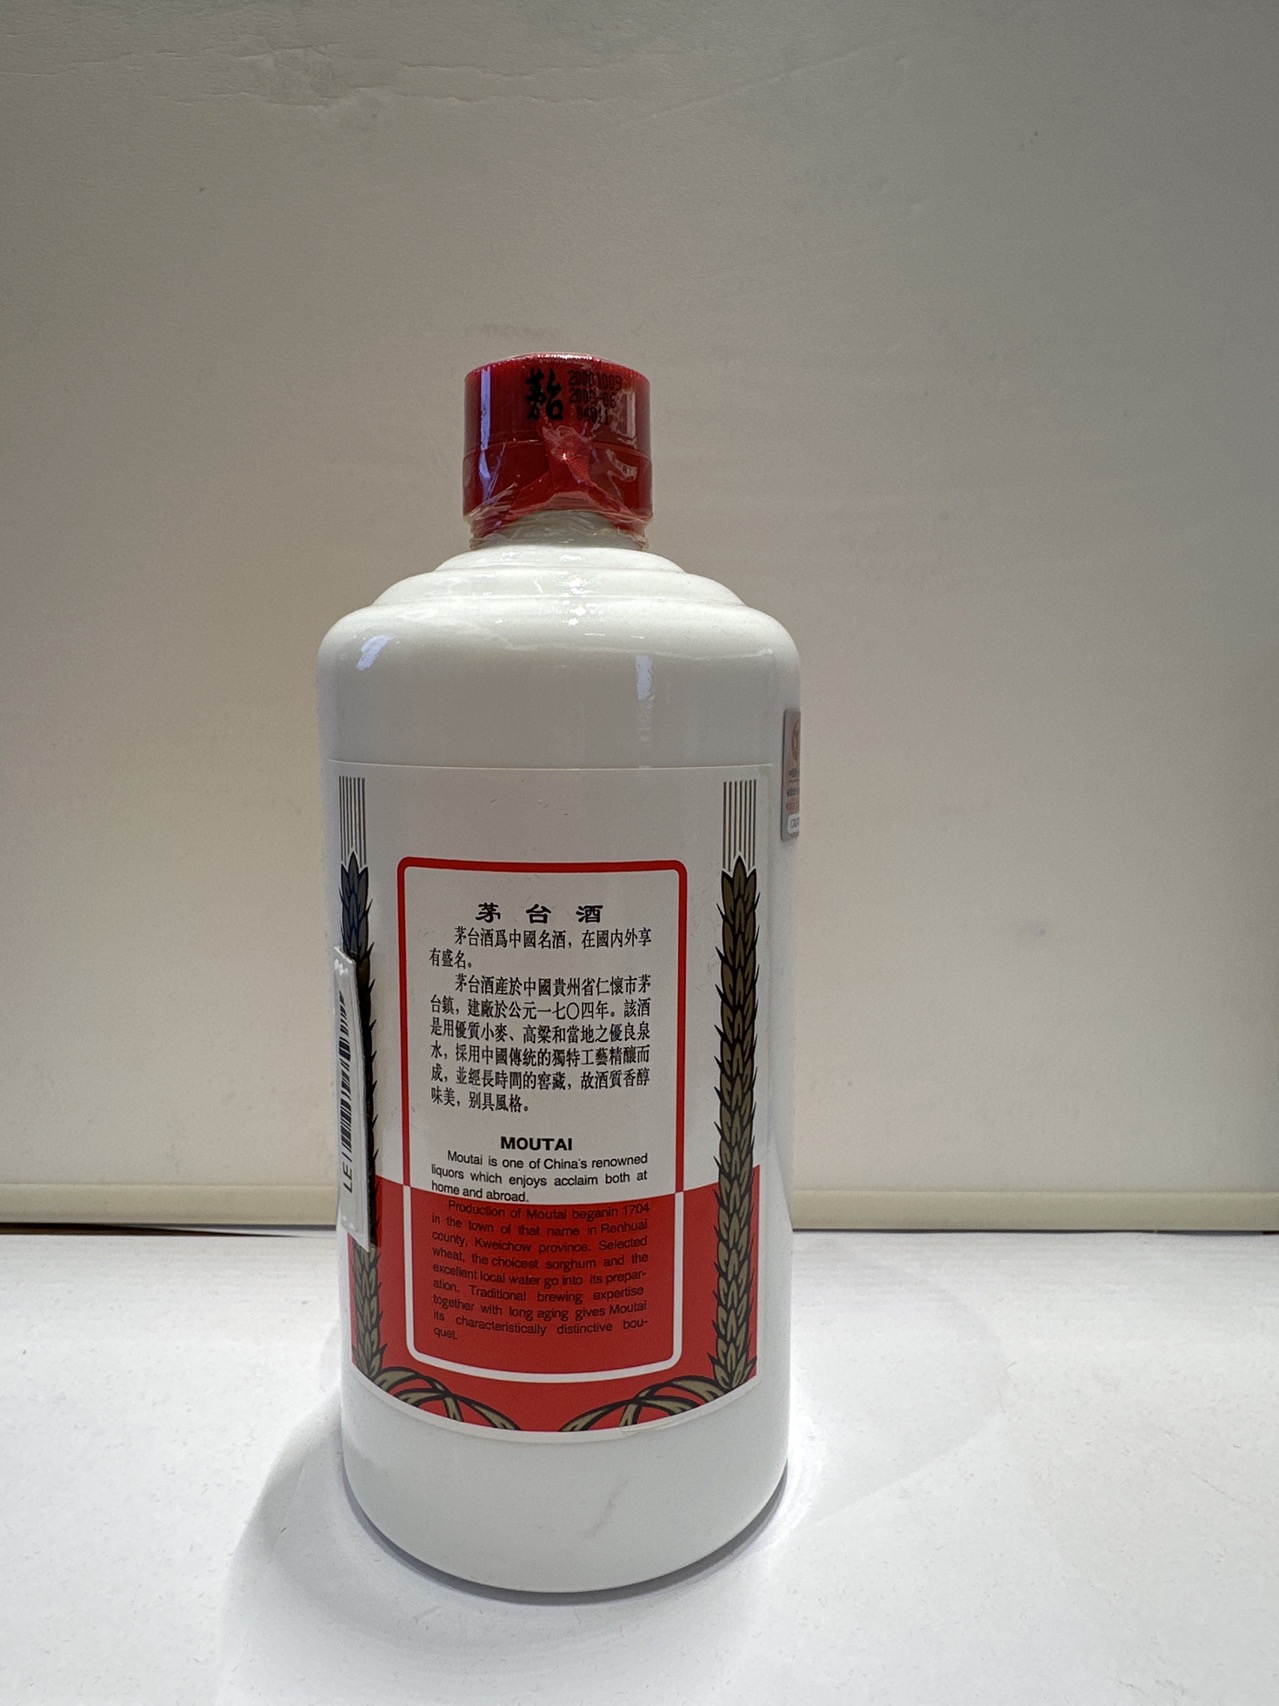 茅台
茅台酒
茅台酒爲中國名酒，在國内外享
有盛名。
茅台酒産於中國貴州省仁懷市茅
台鎮，建廠於公元一七〇四年。該酒
是用優質小麥、高粱和當地之優良泉
水，採用中國傳統的獨特工藝精釀而
成，並經長時間的窖藏，故酒質香醇
味美，别具風格。
MOUTAI
Moutai is one of China's renowned
liquors which enjoys acclaim both at
home and abroad.
Production of Moutai beganin 1704
in the town of that name in Renhuai
county, Kweichow province. Selected
wheat, the choicest sorghum and the
excellent local water go into its prepar-
ation. Traditional brewing expertise
together with long aging gives Moutai
its characteristically distinctive bou-
quet.